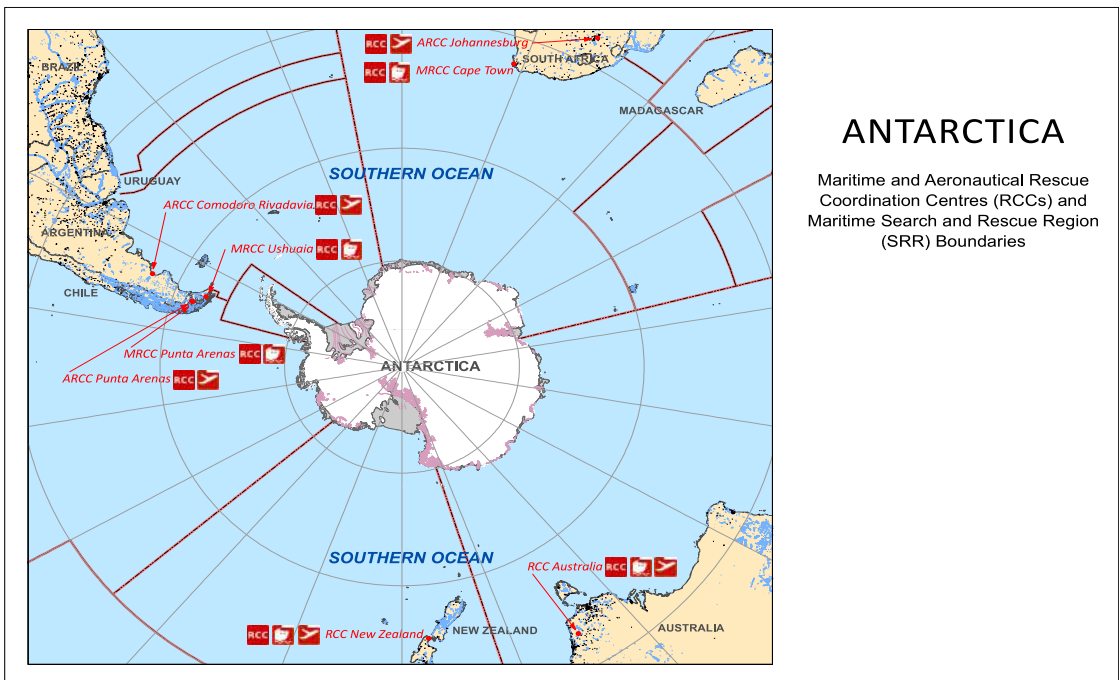 RCC ARCC Johannesburg
SOUTH AFRICA
RCC MRCC Cape Town
BRAZIL
MADAGASCAR
ANTARCTICA
Maritime and Aeronautical Rescue
Coordination Centres (RCCs) and
Maritime Search and Rescue Region
(SRR) Boundaries
SOUTHERN OCEAN
URUGUAY
ARCC Comodoro Rivadavia RCC
ARGENTINA
MRCC Ushuaia RCC
CHILE
MRCC Punta Arenas RCC
ARCC Punta Arenas RCC
ANTARCTICA
SOUTHERN OCEAN
RCC Australia RCC
RCC RCC New Zealand
NEW ZEALAND
AUSTRALIA